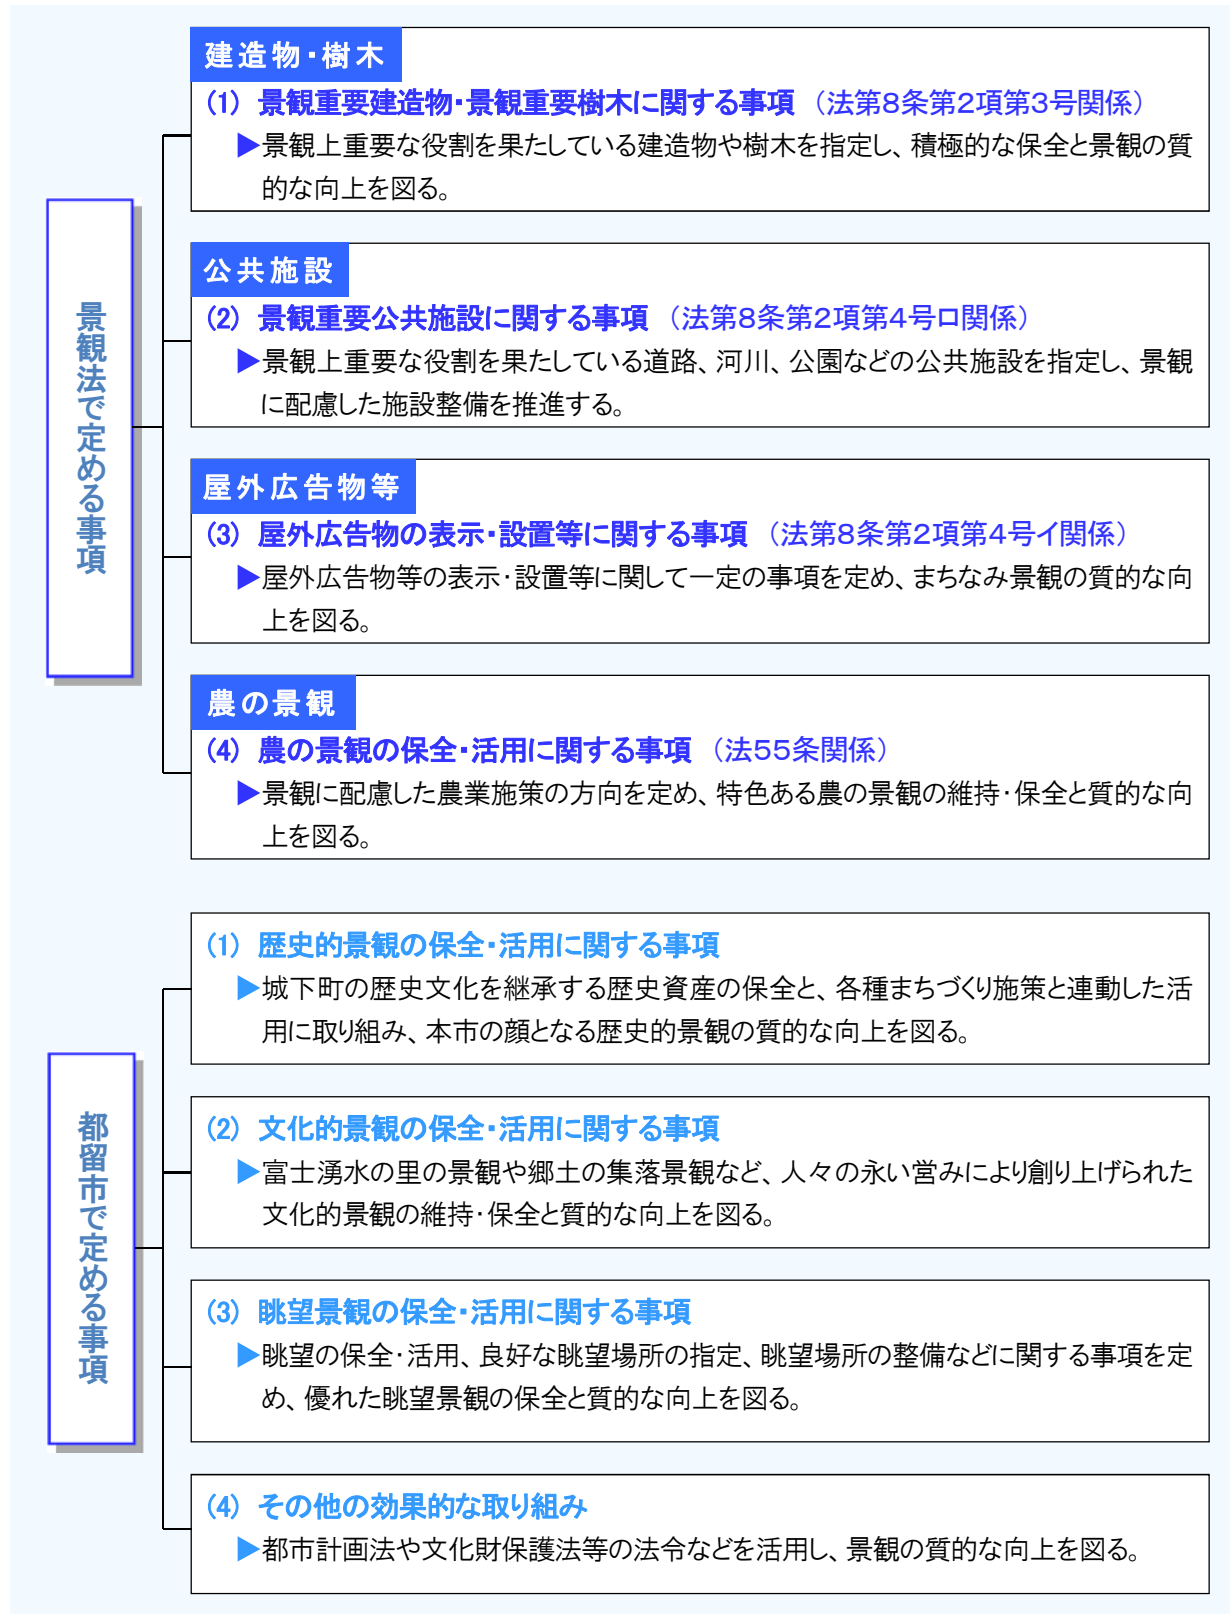 景観法で定める事項
建造物・樹木
(1) 景観重要建造物・景観重要樹木に関する事項 （法第8条第2項第3号関係）
▶景観上重要な役割を果たしている建造物や樹木を指定し、積極的な保全と景観の質
的な向上を図る。
公共施設
(2) 景観重要公共施設に関する事項 （法第8条第2項第4号ロ関係）
▶景観上重要な役割を果たしている道路、河川、公園などの公共施設を指定し、景観
に配慮した施設整備を推進する。
屋外広告物等
(3) 屋外広告物の表示・設置等に関する事項 （法第8条第2項第4号イ関係）
▶屋外広告物等の表示・設置等に関して一定の事項を定め、まちなみ景観の質的な向
上を図る。
農の景観
(4) 農の景観の保全・活用に関する事項 （法55条関係）
▶景観に配慮した農業施策の方向を定め、特色ある農の景観の維持・保全と質的な向
上を図る。
都留市で定める事項
(1) 歴史的景観の保全・活用に関する事項
▶城下町の歴史文化を継承する歴史資産の保全と、各種まちづくり施策と連動した活
用に取り組み、本市の顔となる歴史的景観の質的な向上を図る。
(2) 文化的景観の保全・活用に関する事項
▶富士湧水の里の景観や郷土の集落景観など、人々の永い営みにより創り上げられた
文化的景観の維持・保全と質的な向上を図る。
(3) 眺望景観の保全・活用に関する事項
▶眺望の保全・活用、良好な眺望場所の指定、眺望場所の整備などに関する事項を定
め、優れた眺望景観の保全と質的な向上を図る。
(4) その他の効果的な取り組み
▶都市計画法や文化財保護法等の法令などを活用し、景観の質的な向上を図る。